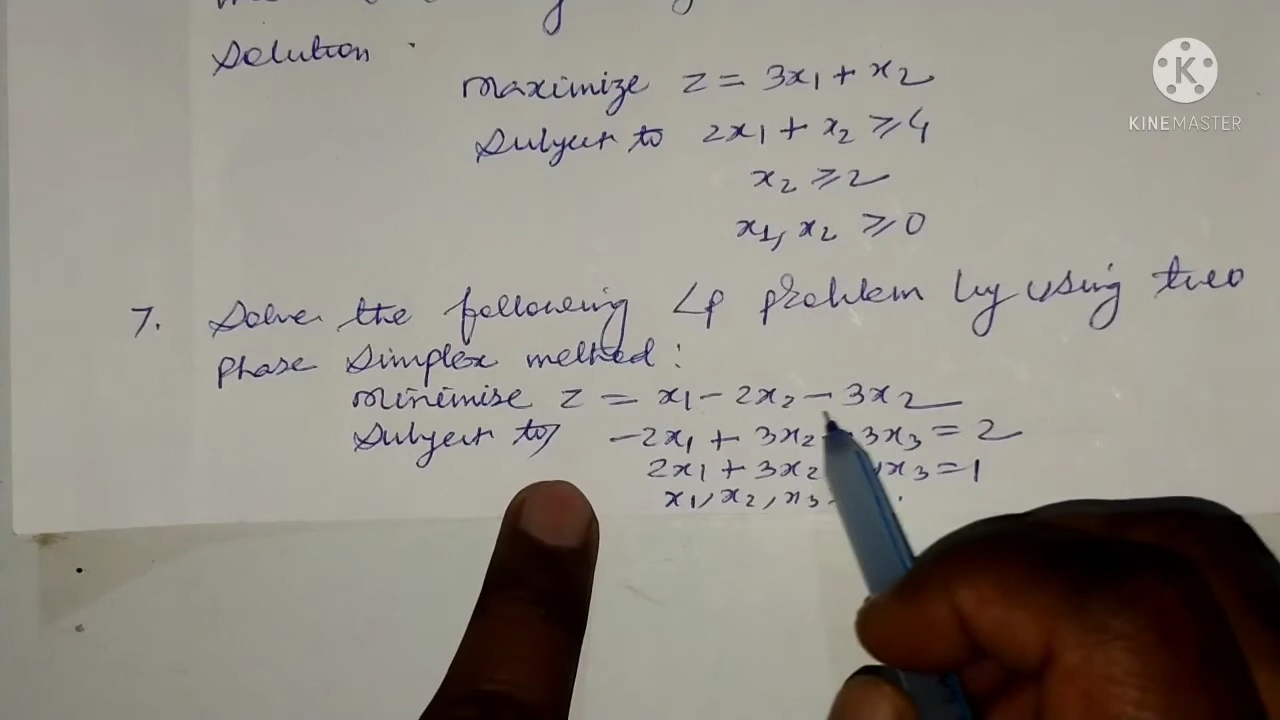 Solution
Maximize z = 3x₁ + x₂
Subject to 2x₁ + x₂ ≥ 4
x₂ ≥ 2
x₁, x₂ ≥ 0
7. Solve the following LP problem by using two
phase simplex method:
Minimise z = x₁ - 2x₂ - 3x₂
Subject to, -2x₁ + 3x₂ 3x₃ = 2
2x₁ + 3x₂ x₃ = 1
x₁, x₂, x₃
KINEMASTER